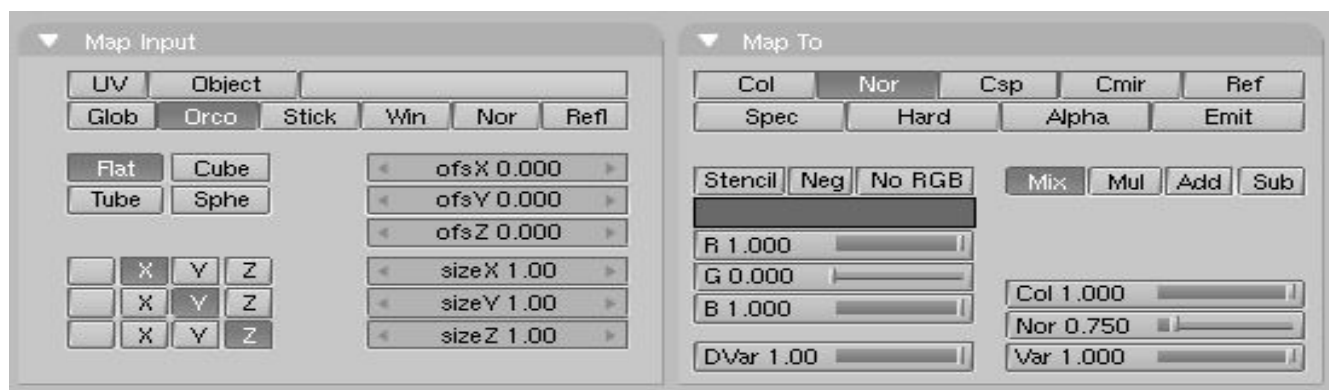 Map Input
UV Object
Glob Orco Stick Win Nor Refl
Flat Cube
Tube Sphe
ofsX 0.000
ofsY 0.000
ofsZ 0.000
X Y Z
X Y Z
X Y Z
sizeX 1.00
sizeY 1.00
sizeZ 1.00
Map To
Col Nor Csp Cmir Ref
Spec Hard Alpha Emit
Stencil Neg No RGB
Mix Mul Add Sub
R 1.000
G 0.000
B 1.000
DVar 1.00
Col 1.000
Nor 0.750
Var 1.000